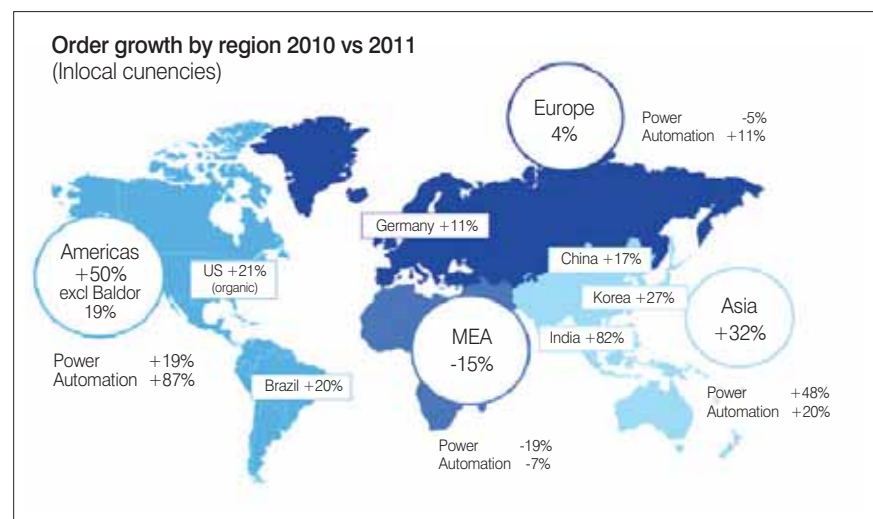 Order growth by region 2010 vs 2011
(Inlocal cunencies)
Europe
4%
Power -5%
Automation +11%
Germany +11%
Americas
+50%
excl Baldor
19%
US +21%
(organic)
Power +19%
Automation +87%
Brazil +20%
MEA
-15%
Power -19%
Automation -7%
China +17%
Korea +27%
India +82%
Asia
+32%
Power +48%
Automation +20%